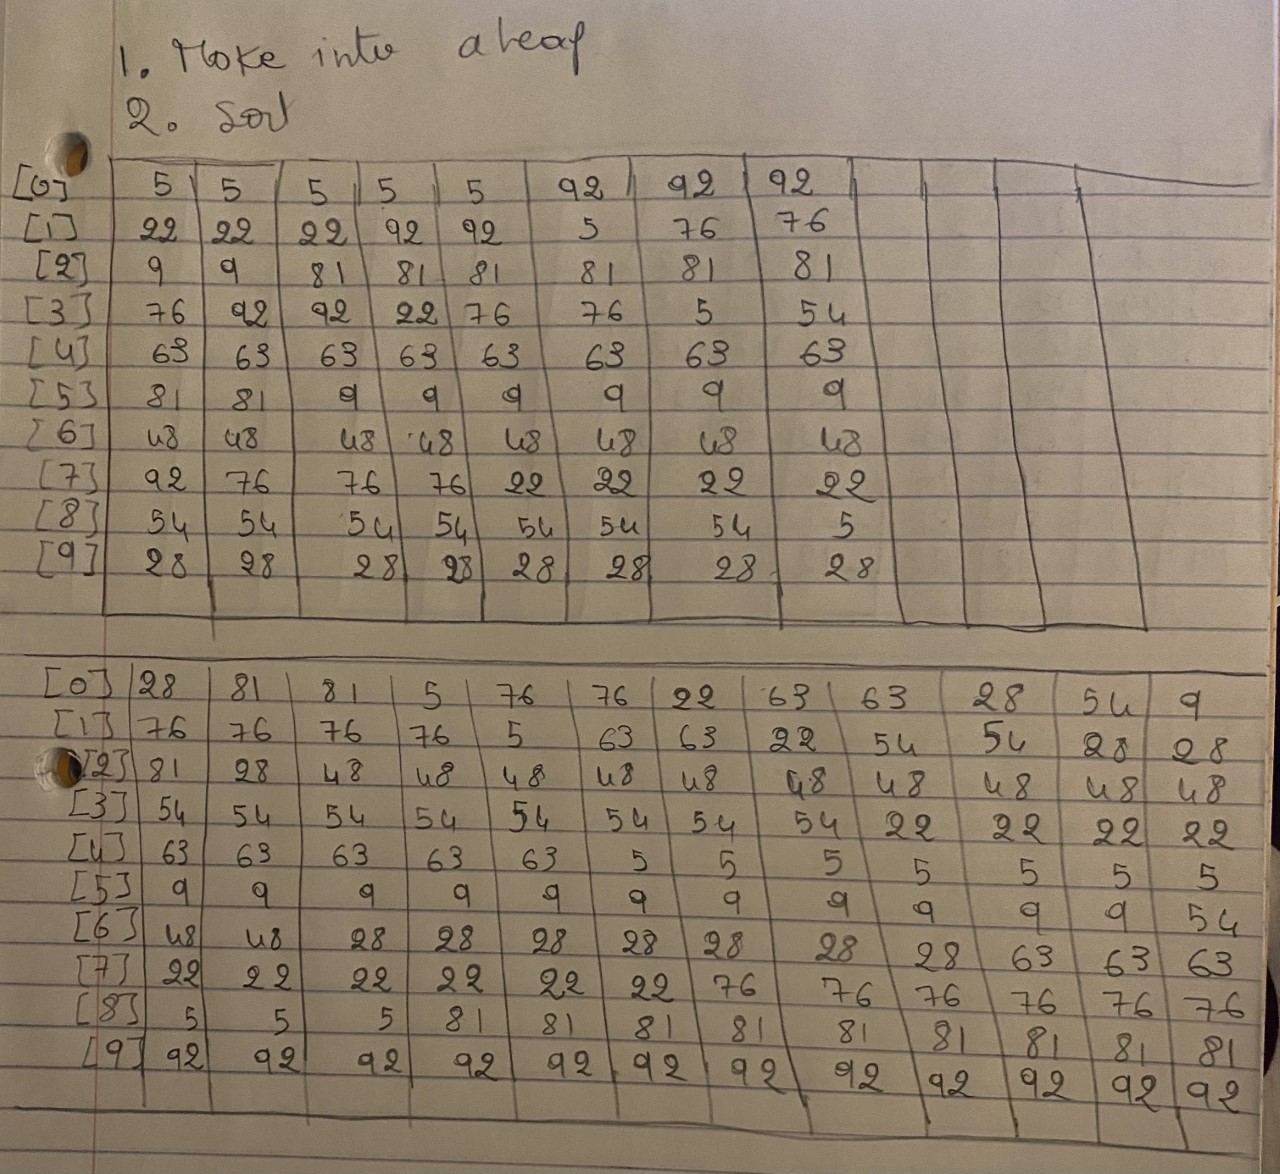 1. Make into a heap
2. Sort
[0] 5 5 5 5 5 92 92 92
[1] 22 22 22 92 92 5 76 76
[2] 9 9 81 81 81 81 81 81
[3] 76 92 92 22 76 76 5 54
[4] 63 63 63 63 63 63 63 63
[5] 81 81 9 9 9 9 9 9
[6] 48 48 48 48 48 48 48 48
[7] 92 76 76 76 22 22 22 22
[8] 54 54 54 54 54 54 54 5
[9] 28 28 28 28 28 28 28 28
[0] 28 81 81 5 76 76 22 63 63 28 54 9
[1] 76 76 76 76 5 63 63 22 54 54 28 28
[2] 81 28 48 48 48 48 48 48 48 48 48 48
[3] 54 54 54 54 54 54 54 54 22 22 22 22
[4] 63 63 63 63 63 5 5 5 5 5 5 5
[5] 9 9 9 9 9 9 9 9 9 9 9 54
[6] 48 48 28 28 28 28 28 28 28 63 63 63
[7] 22 22 22 22 22 22 76 76 76 76 76 76
[8] 5 5 5 81 81 81 81 81 81 81 81 81
[9] 92 92 92 92 92 92 92 92 92 92 92 92